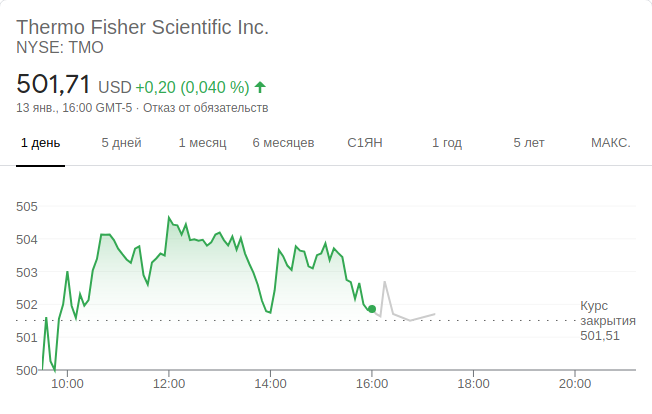 Thermo Fisher Scientific Inc.
NYSE: TMO
501,71 USD +0,20 (0,040 %)
13 янв., 16:00 GMT-5 · Отказ от обязательств
1 день 5 дней 1 месяц 6 месяцев С1ЯН 1 год 5 лет МАКС.
505
504
503
502
501
500
Курс
закрытия
501,51
10:00 12:00 14:00 16:00 18:00 20:00